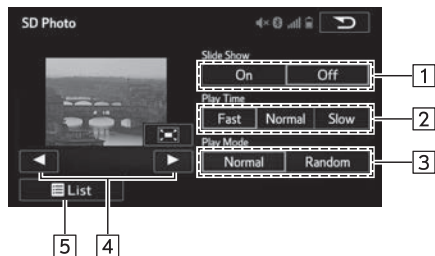 SD Photo
Slide Show
On Off 1
Play Time
Fast Normal Slow 2
Play Mode
Normal Random 3
List
5 4